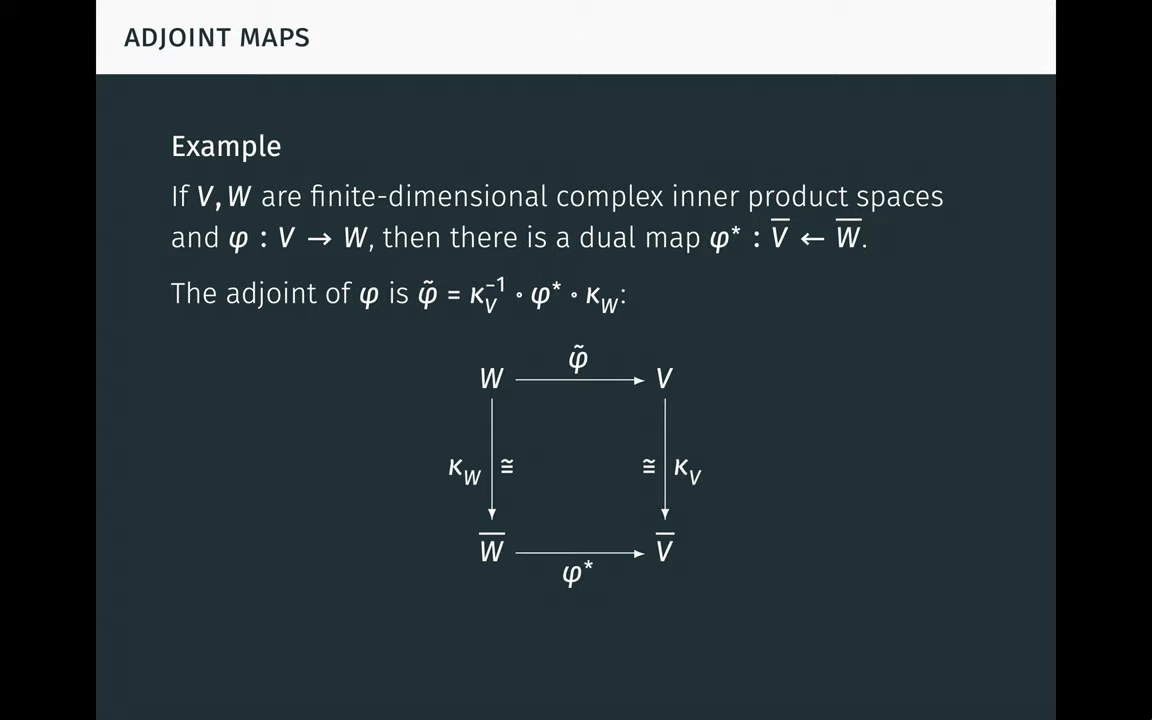 ADJOINT MAPS
Example
If V, W are finite-dimensional complex inner product spaces
and φ : V → W, then there is a dual map φ* : V̅ ← W̅.
The adjoint of φ is φ̃ = κ_V⁻¹ ∘ φ* ∘ κ_W:
φ̃
W V
κ_W ≅ ≅ κ_V
W̅ V̅
φ*